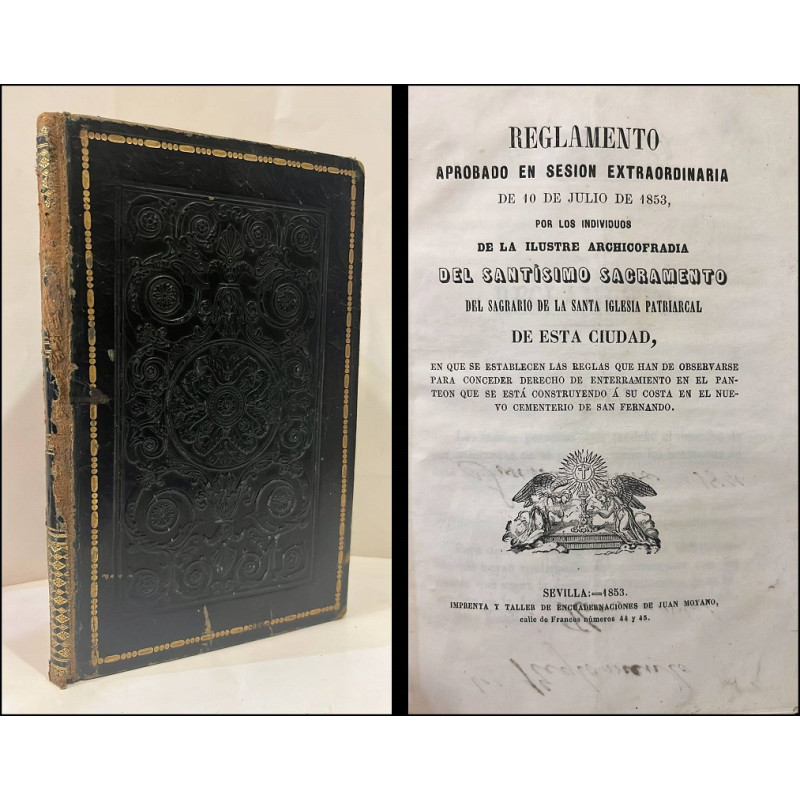 REGLAMENTO
APROBADO EN SESION EXTRAORDINARIA
DE 10 DE JULIO DE 1853,
POR LOS INDIVIDUOS
DE LA ILUSTRE ARCHICOFRADIA
DEL SANTÍSIMO SACRAMENTO
DEL SAGRARIO DE LA SANTA IGLESIA PATRIARCAL
DE ESTA CIUDAD,
EN QUE SE ESTABLECEN LAS REGLAS QUE HAN DE OBSERVARSE
PARA CONCEDER DERECHO DE ENTERRAMIENTO EN EL PAN-
TEON QUE SE ESTÁ CONSTRUYENDO Á SU COSTA EN EL NUE-
VO CEMENTERIO DE SAN FERNANDO.
SEVILLA:=1853.
IMPRENTA Y TALLER DE ENCUADERNACIONES DE JUAN MOYANO,
calle de Francos números 44 y 45.